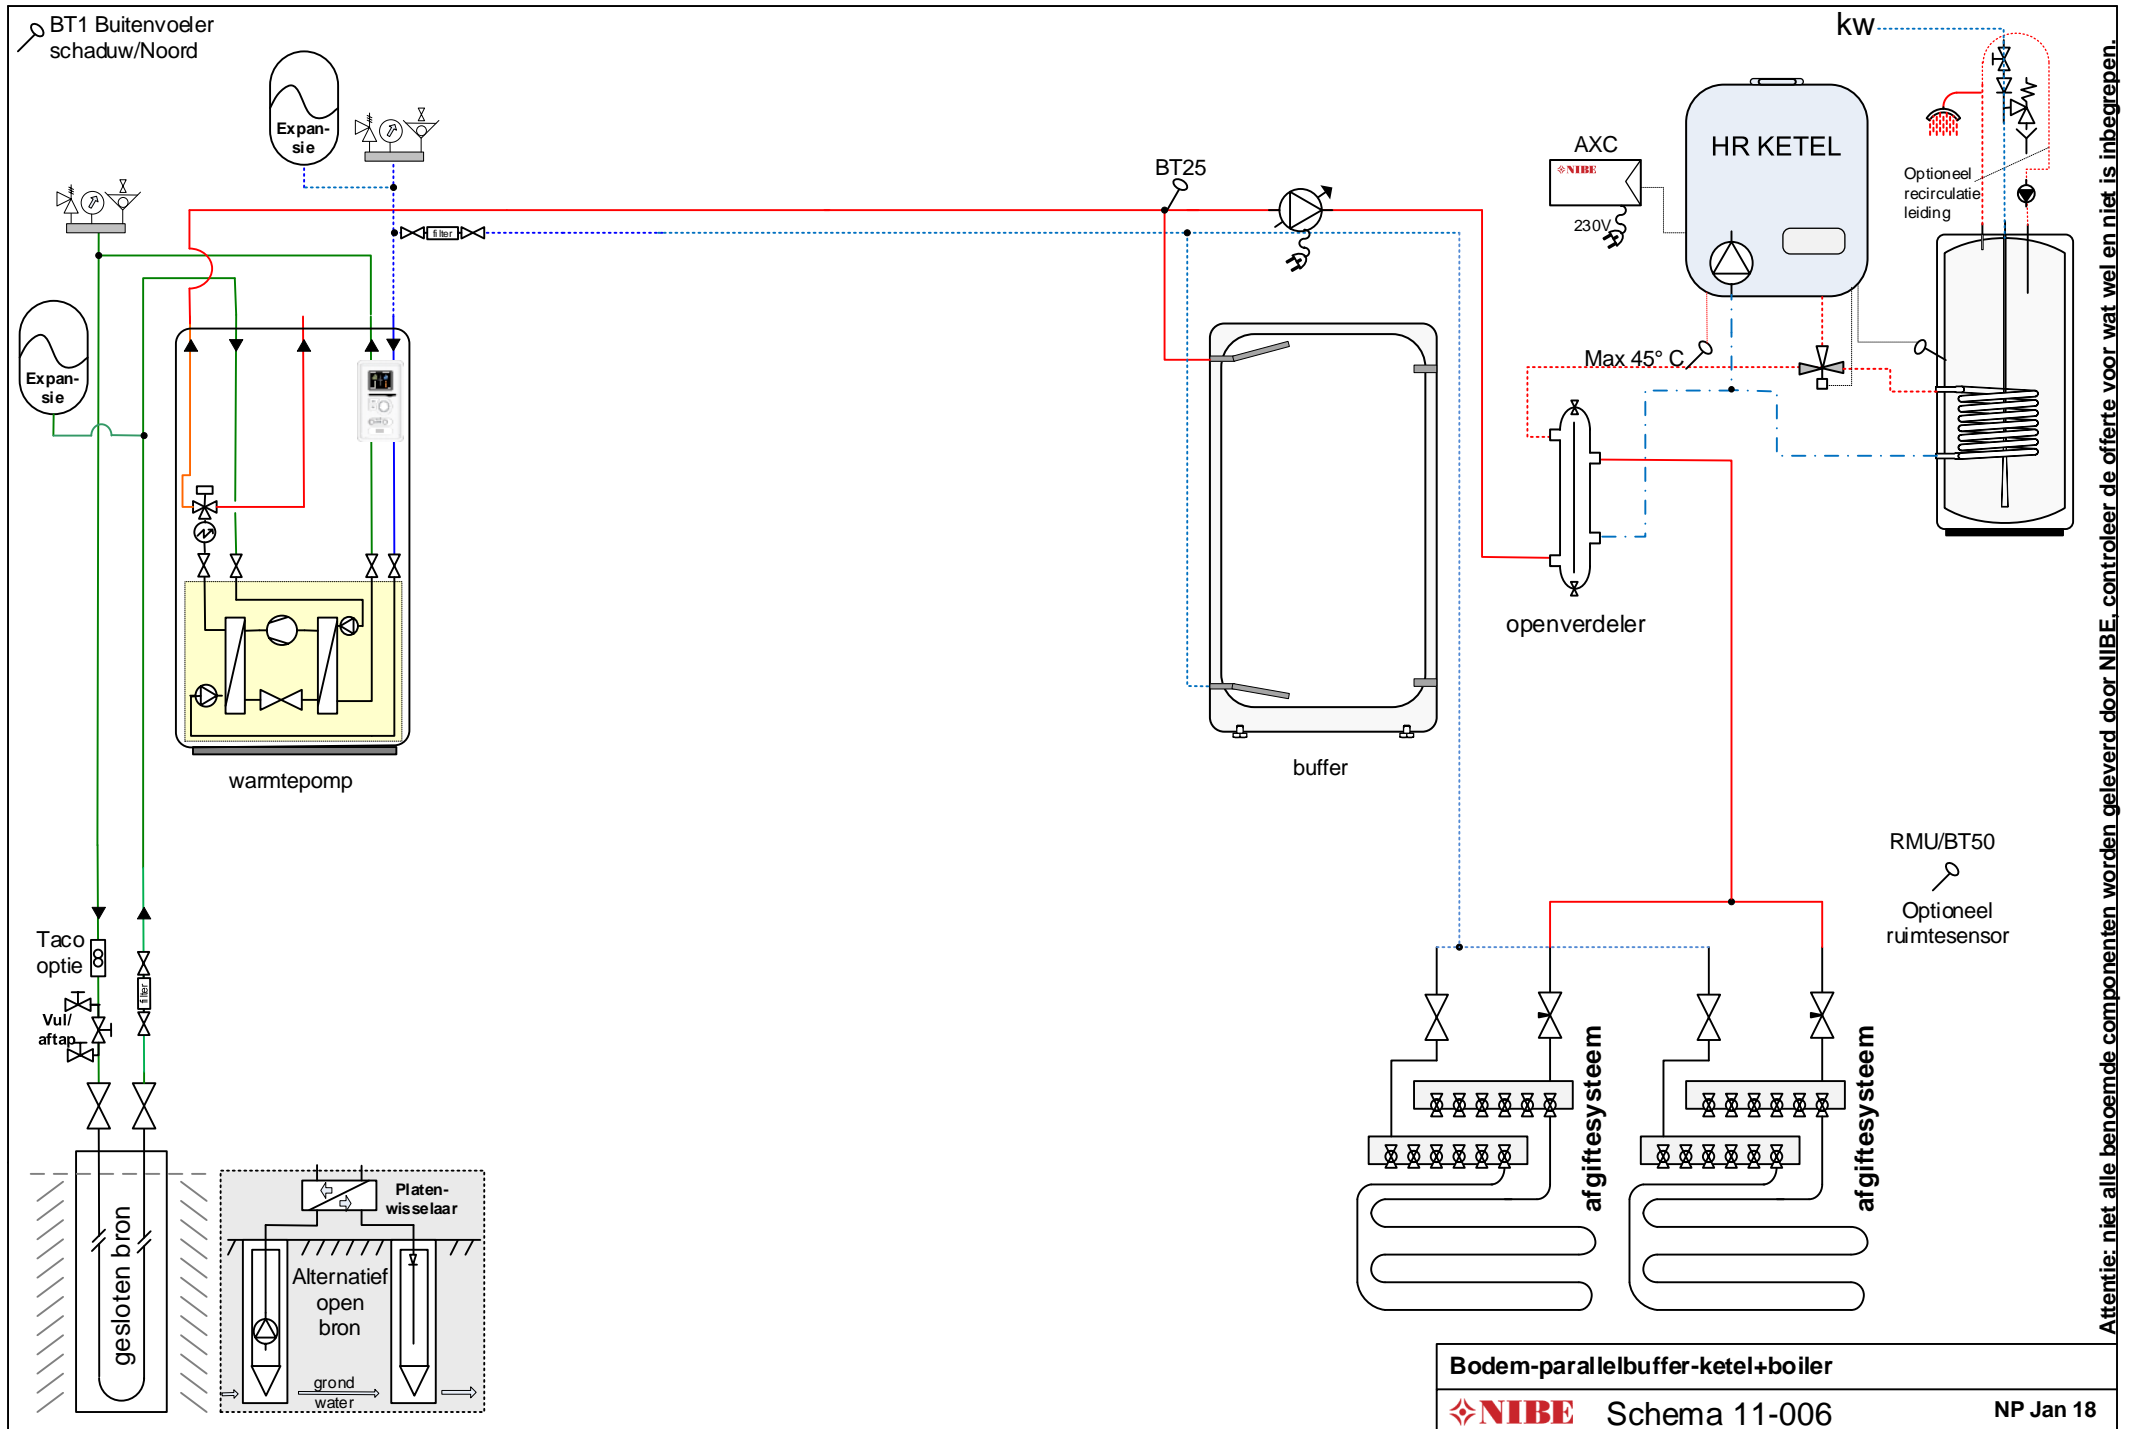 BT1 Buitenvoeler
schaduw/Noord
Expan-
sie
Expan-
sie
filter
BT25
AXC
NIBE
230V
HR KETEL
kw
Optioneel
recirculatie
leiding
Max 45° C
openverdeler
buffer
warmtepomp
RMU/BT50
Optioneel
ruimtesensor
Taco
optie
filter
Vul/
aftap
gesloten bron
Platen-
wisselaar
Alternatief
open
bron
grond
water
afgiftesysteem
afgiftesysteem
Attentie: niet alle benoemde componenten worden geleverd door NIBE, controleer de offerte voor wat wel en niet is inbegrepen.
Bodem-parallelbuffer-ketel+boiler
NIBE
Schema 11-006
NP Jan 18